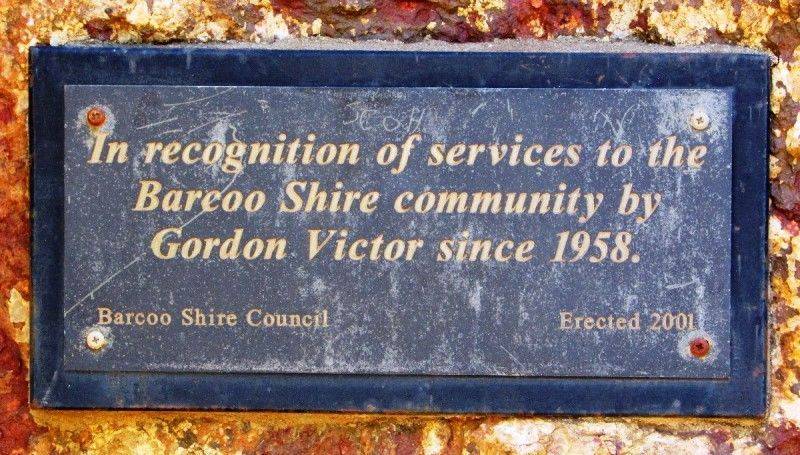 In recognition of services to the
Barcoo Shire community by
Gordon Victor since 1958.
Barcoo Shire Council Erected 2001